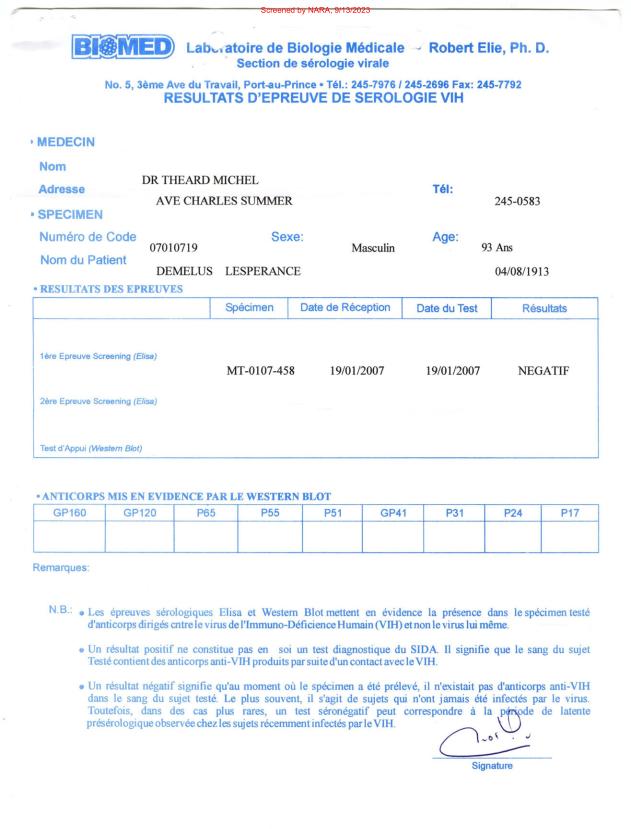 Screened by NARA, 9/13/2023
BIOMED Laboratoire de Biologie Médicale - Robert Elie, Ph. D.
Section de sérologie virale
No. 5, 3ème Ave du Travail, Port-au-Prince • Tél.: 245-7976 / 245-2696 Fax: 245-7792
RESULTATS D'EPREUVE DE SEROLOGIE VIH
• MEDECIN
Nom DR THEARD MICHEL
Adresse AVE CHARLES SUMMER Tél: 245-0583
• SPECIMEN
Numéro de Code 07010719 Sexe: Masculin Age: 93 Ans
Nom du Patient DEMELUS LESPERANCE 04/08/1913
• RESULTATS DES EPREUVES
Spécimen Date de Réception Date du Test Résultats
1ère Epreuve Screening (Elisa)
MT-0107-458 19/01/2007 19/01/2007 NEGATIF
2ère Epreuve Screening (Elisa)
Test d'Appui (Western Blot)
• ANTICORPS MIS EN EVIDENCE PAR LE WESTERN BLOT
GP160 GP120 P65 P55 P51 GP41 P31 P24 P17
Remarques:
N.B.: • Les épreuves sérologiques Elisa et Western Blot mettent en évidence la présence dans le spécimen testé
d'anticorps dirigés cntre le virus de l'Immuno-Déficience Humain (VIH) et non le virus lui même.
• Un résultat positif ne constitue pas en soi un test diagnostique du SIDA. Il signifie que le sang du sujet
Testé contient des anticorps anti-VIH produits par suite d'un contact avec le VIH.
• Un résultat négatif signifie qu'au moment où le spécimen a été prélevé, il n'existait pas d'anticorps anti-VIH
dans le sang du sujet testé. Le plus souvent, il s'agit de sujets qui n'ont jamais été infectés par le virus.
Toutefois, dans des cas plus rares, un test séronégatif peut correspondre à la période de latente
présérologique observée chez les sujets récemment infectés par le VIH.
Signature